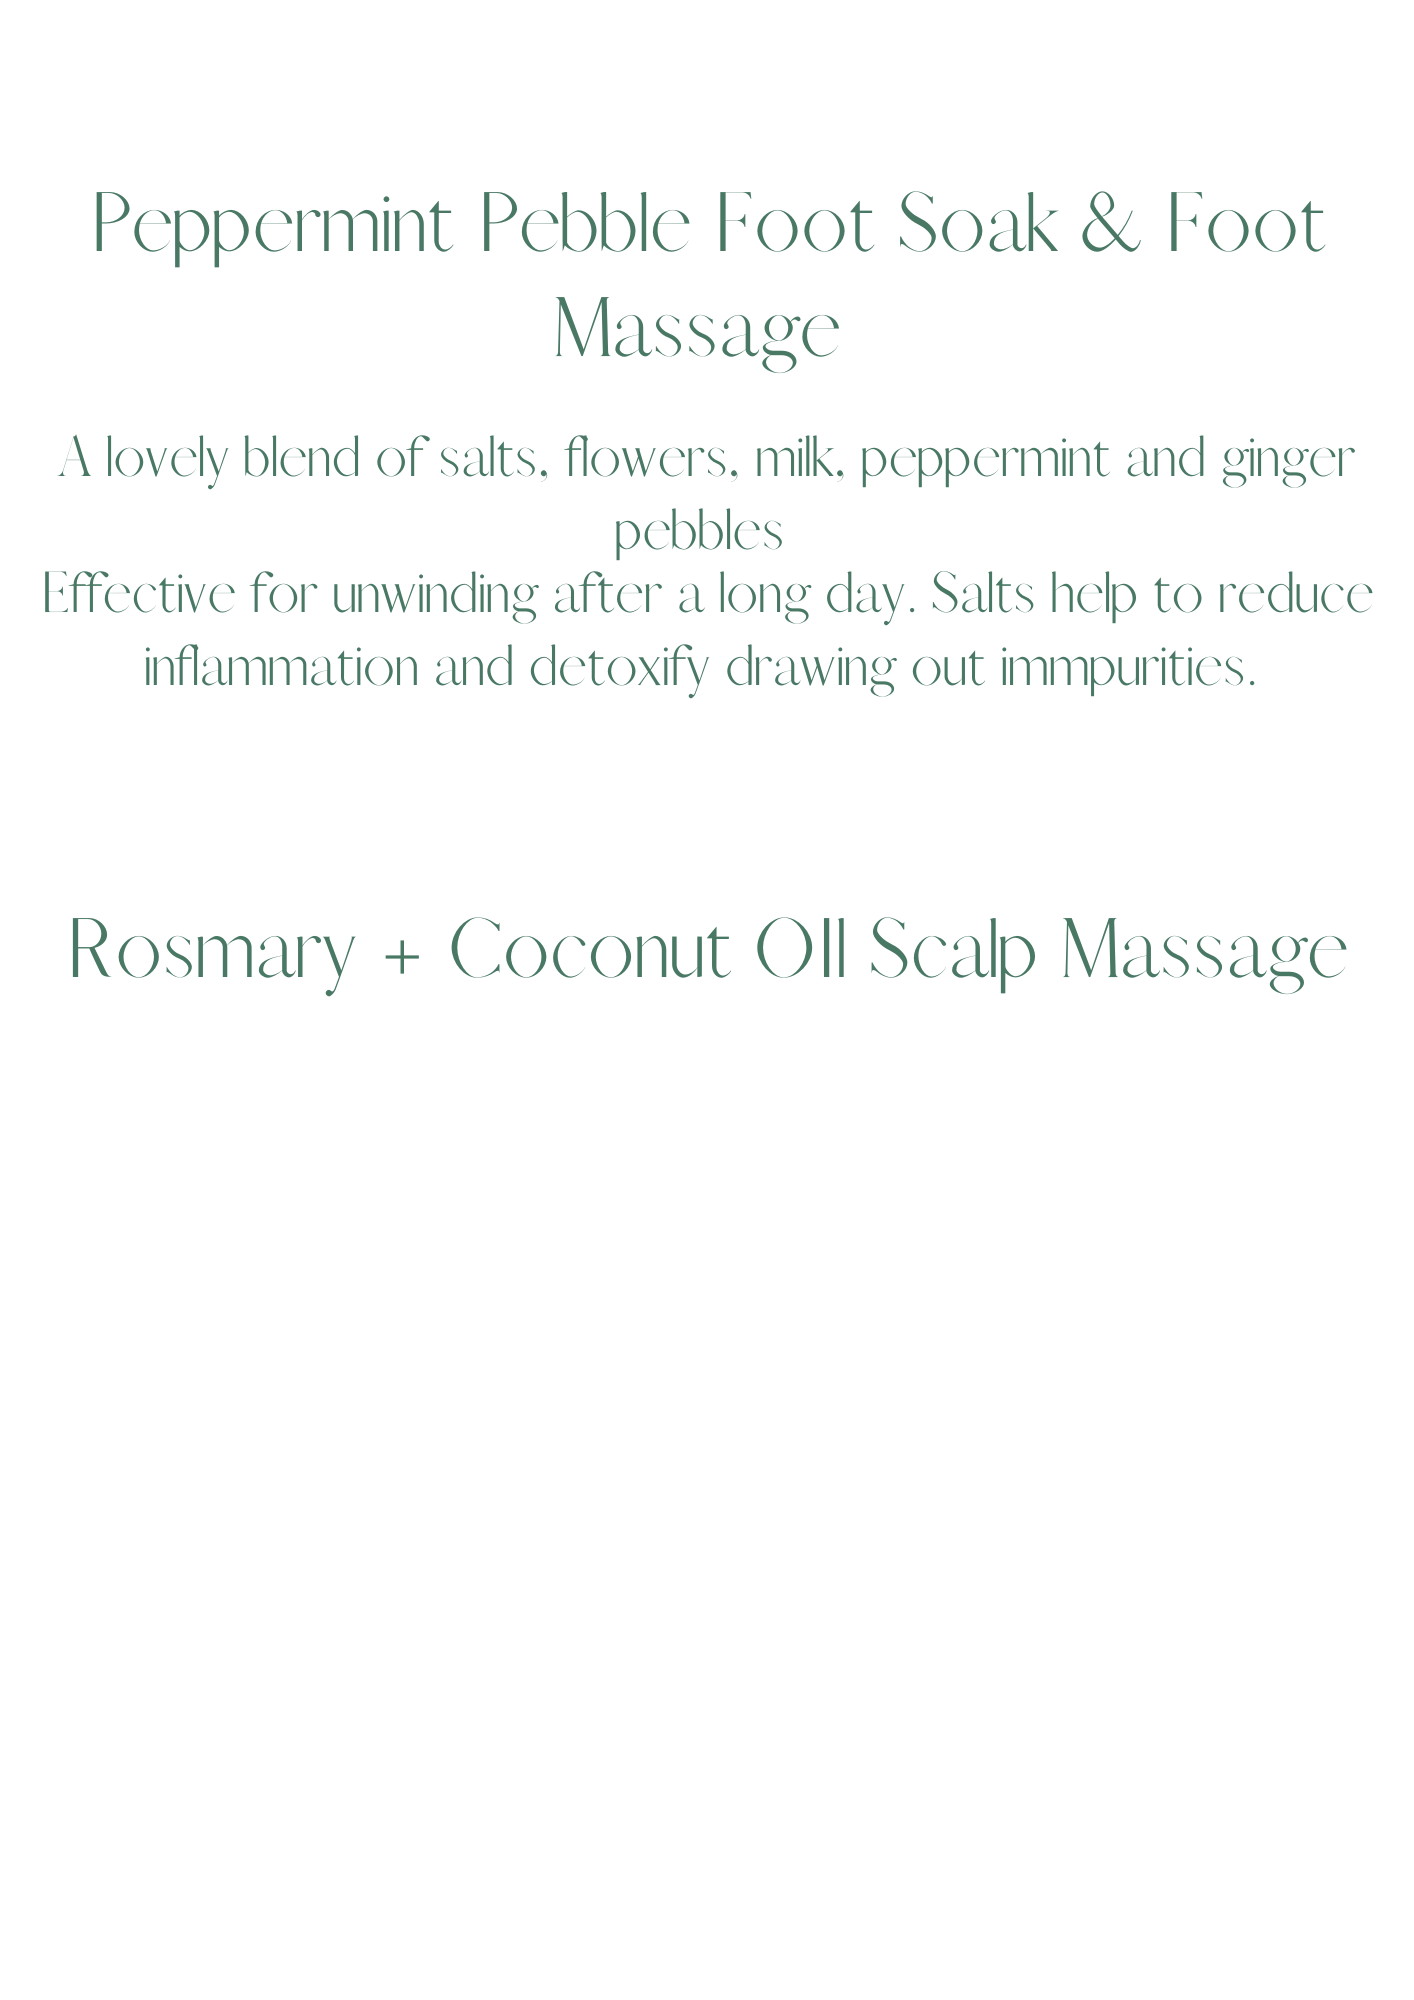 Peppermint Pebble Foot Soak & Foot
Massage
A lovely blend of salts, flowers, milk, peppermint and ginger
pebbles
Effective for unwinding after a long day. Salts help to reduce
inflammation and detoxify drawing out immpurities.
Rosmary + Coconut OIl Scalp Massage